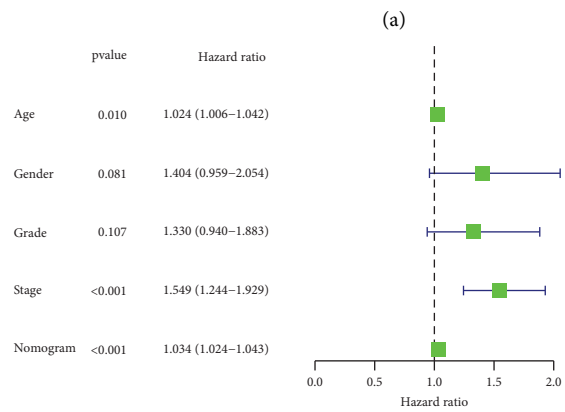 (a)
pvalue Hazard ratio
Age 0.010 1.024 (1.006−1.042)
Gender 0.081 1.404 (0.959−2.054)
Grade 0.107 1.330 (0.940−1.883)
Stage <0.001 1.549 (1.244−1.929)
Nomogram <0.001 1.034 (1.024−1.043)
0.0 0.5 1.0 1.5 2.0
Hazard ratio